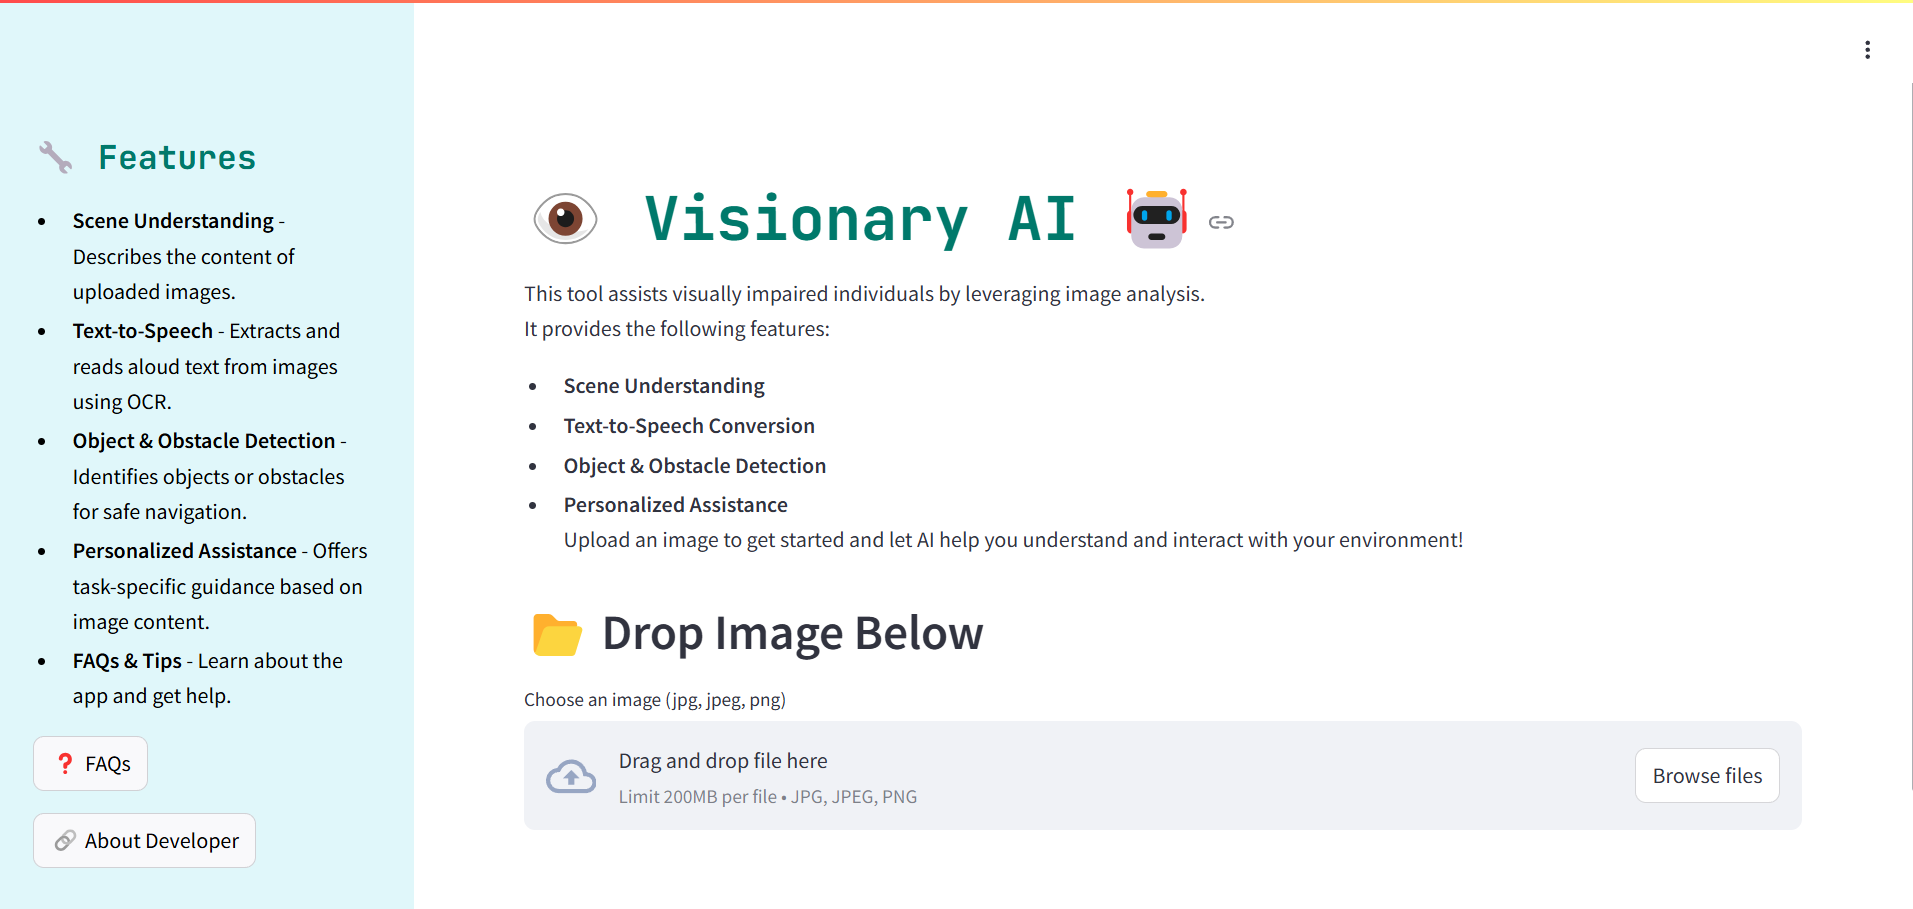 Features
Scene Understanding -
Describes the content of
uploaded images.
Text-to-Speech - Extracts and
reads aloud text from images
using OCR.
Object & Obstacle Detection -
Identifies objects or obstacles
for safe navigation.
Personalized Assistance - Offers
task-specific guidance based on
image content.
FAQs & Tips - Learn about the
app and get help.
FAQs
About Developer
Visionary AI
This tool assists visually impaired individuals by leveraging image analysis.
It provides the following features:
Scene Understanding
Text-to-Speech Conversion
Object & Obstacle Detection
Personalized Assistance
Upload an image to get started and let AI help you understand and interact with your environment!
Drop Image Below
Choose an image (jpg, jpeg, png)
Drag and drop file here
Limit 200MB per file • JPG, JPEG, PNG
Browse files